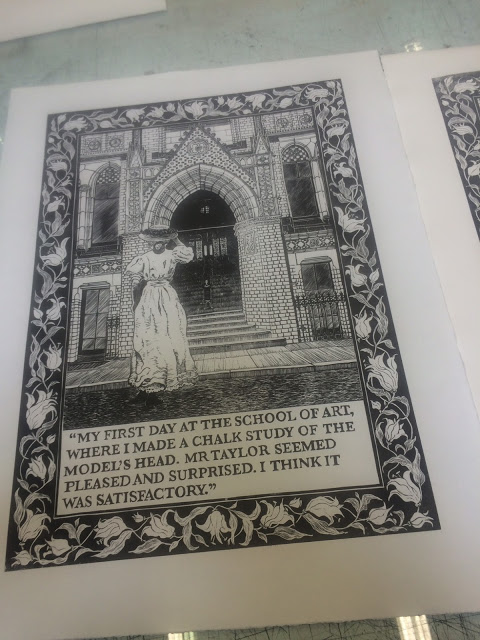 "MY FIRST DAY AT THE SCHOOL OF ART,
WHERE I MADE A CHALK STUDY OF THE
MODEL'S HEAD. MR TAYLOR SEEMED
PLEASED AND SURPRISED. I THINK IT
WAS SATISFACTORY."